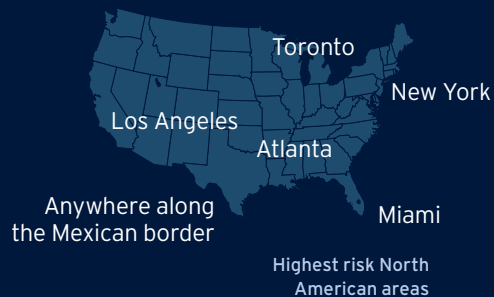 Toronto
New York
Los Angeles
Atlanta
Anywhere along
the Mexican border
Miami
Highest risk North
American areas